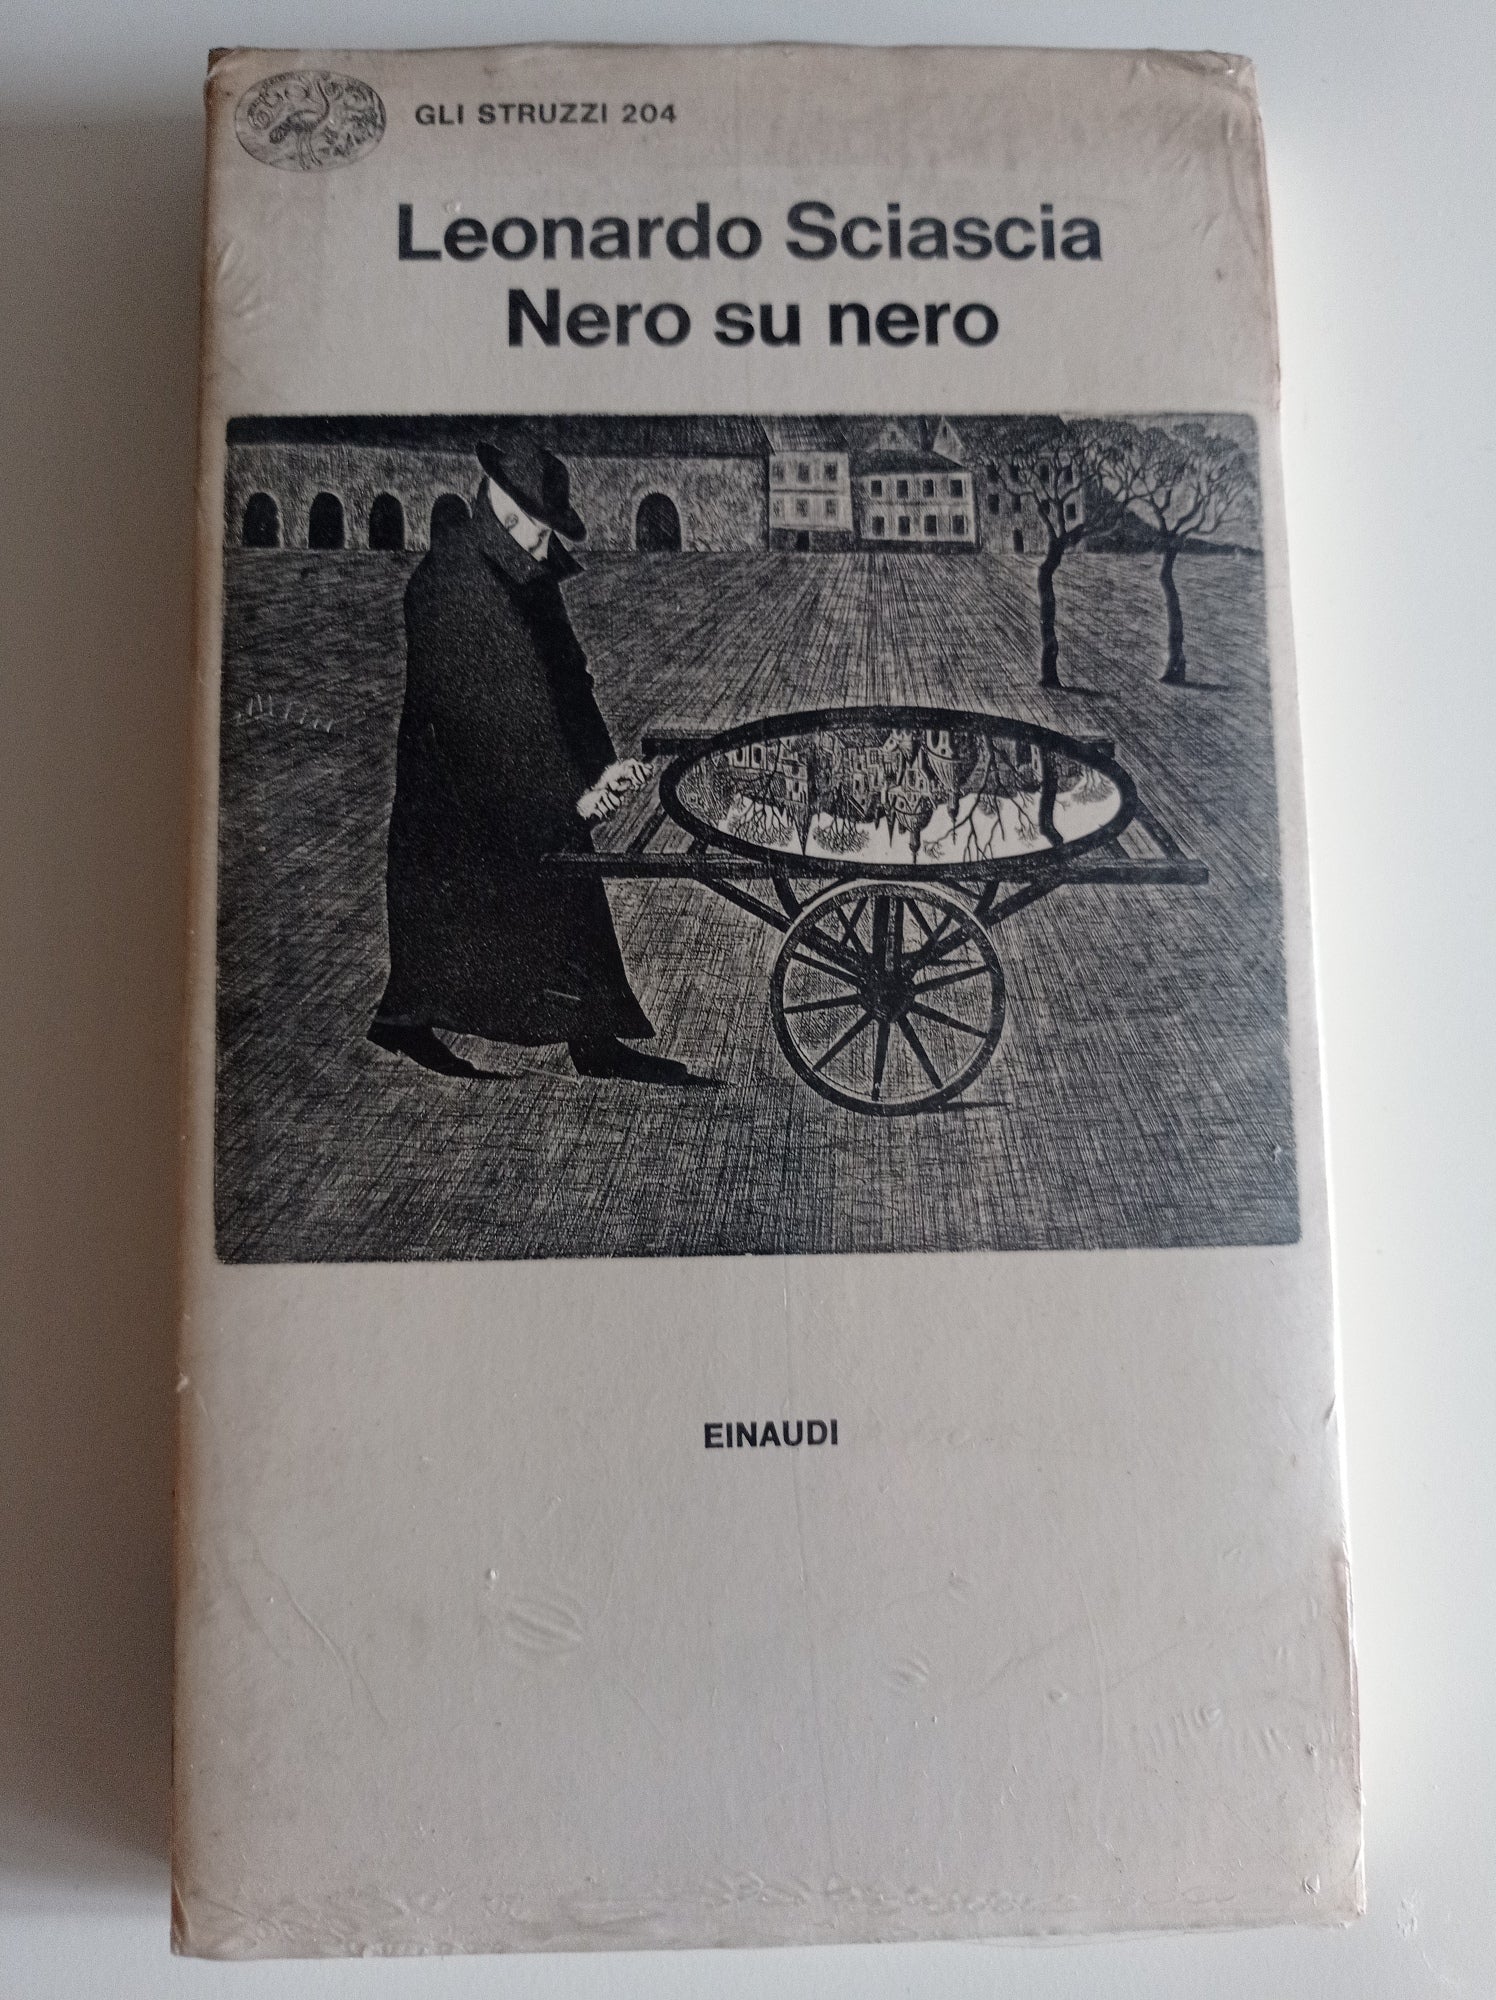 GLI STRUZZI 204
Leonardo Sciascia
Nero su nero
EINAUDI